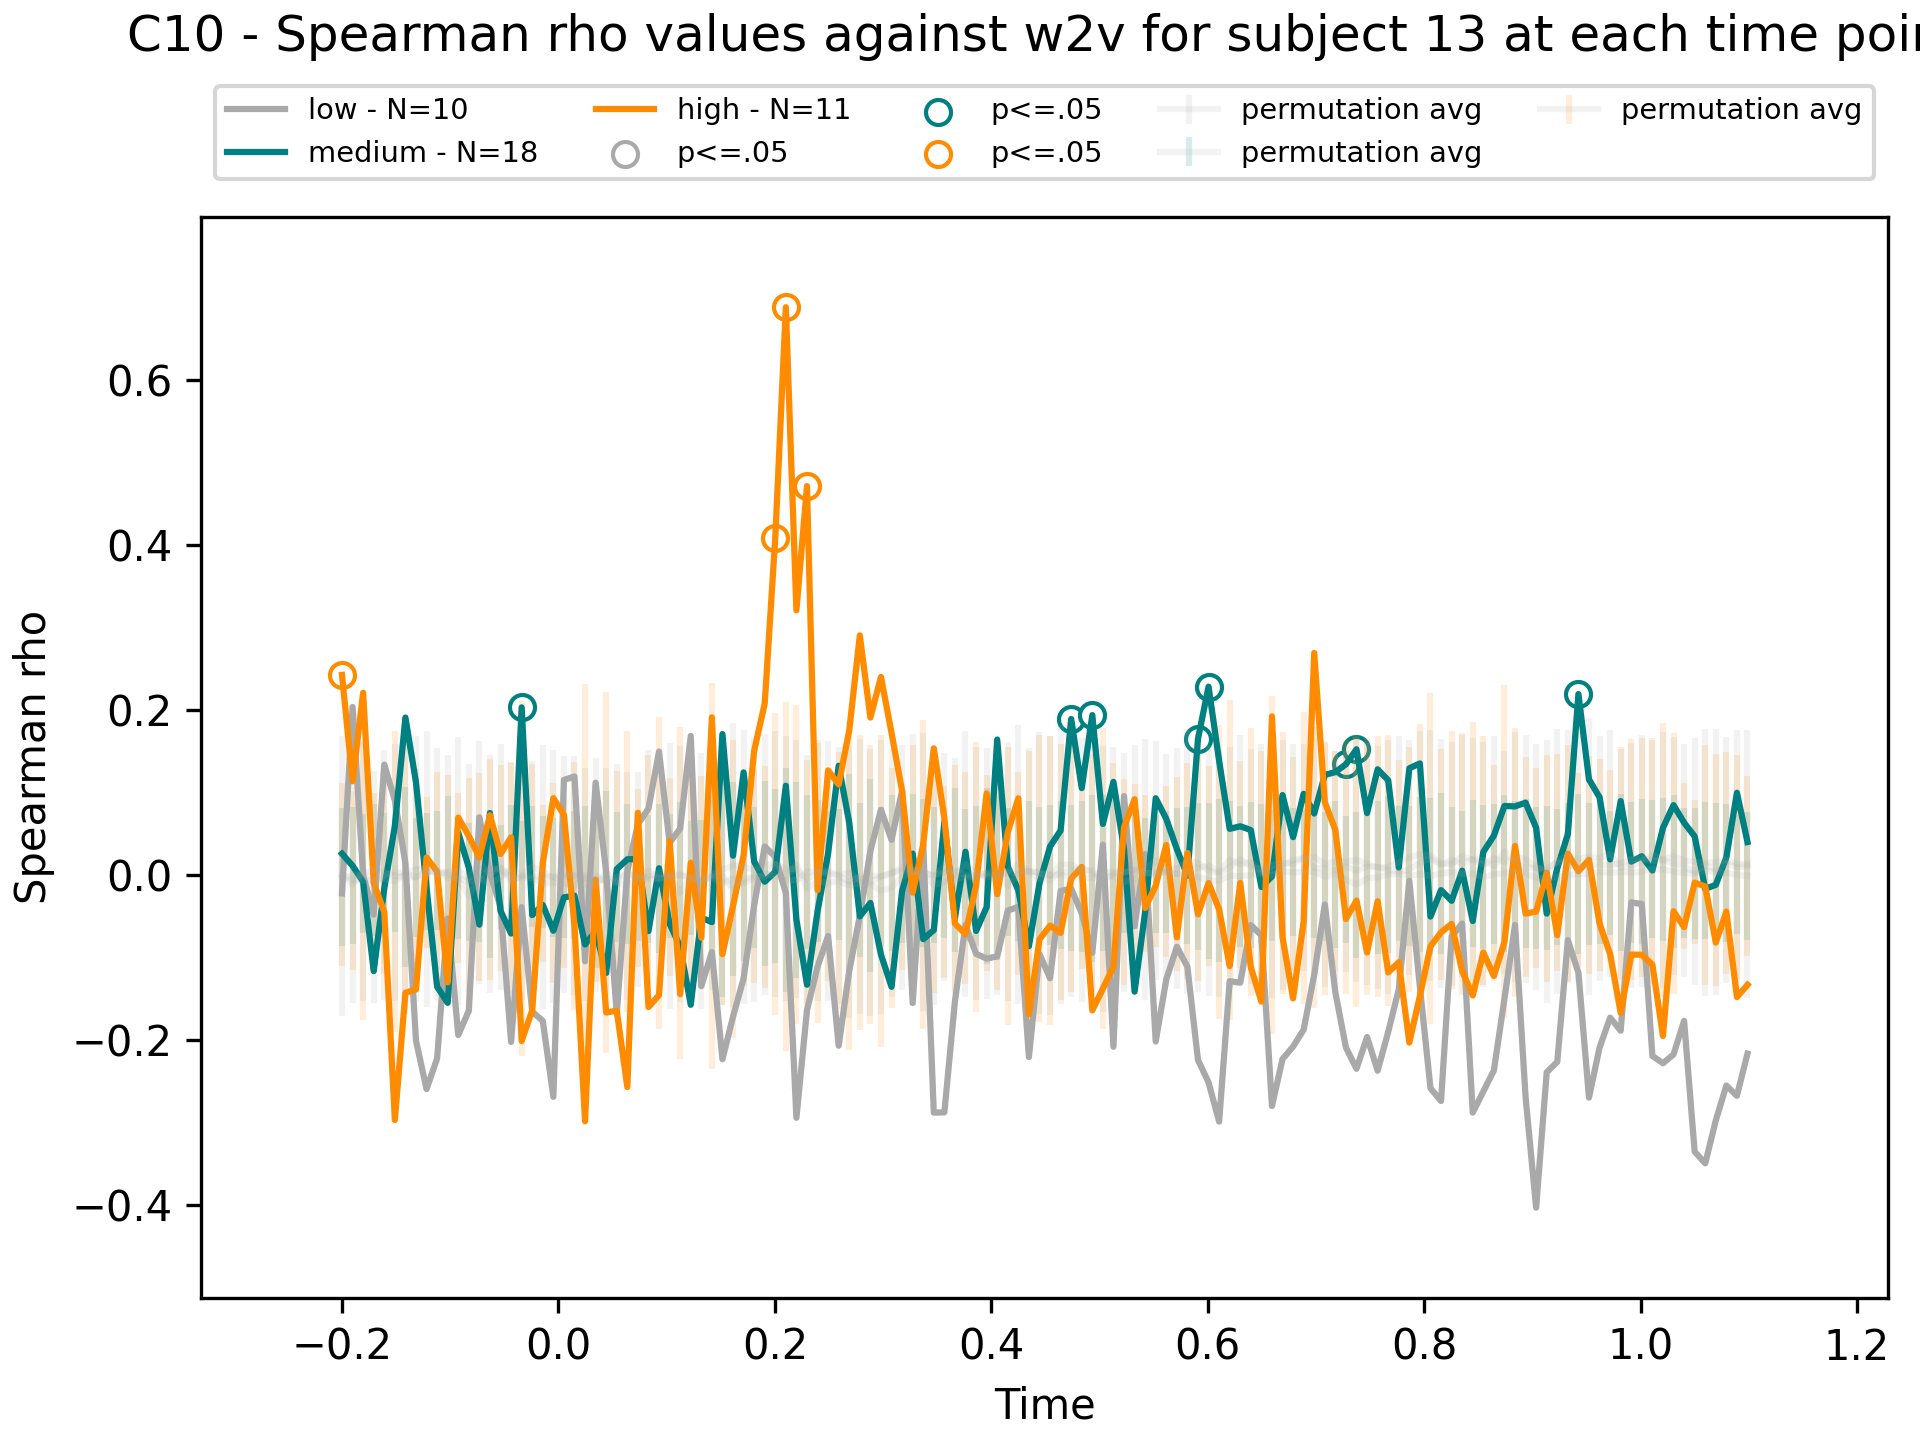 C10 - Spearman rho values against w2v for subject 13 at each time poi
low - N=10
medium - N=18
high - N=11
p<=.05
p<=.05
p<=.05
permutation avg
permutation avg
permutation avg
Spearman rho
0.6
0.4
0.2
0.0
−0.2
−0.4
−0.2 0.0 0.2 0.4 0.6 0.8 1.0 1.2
Time